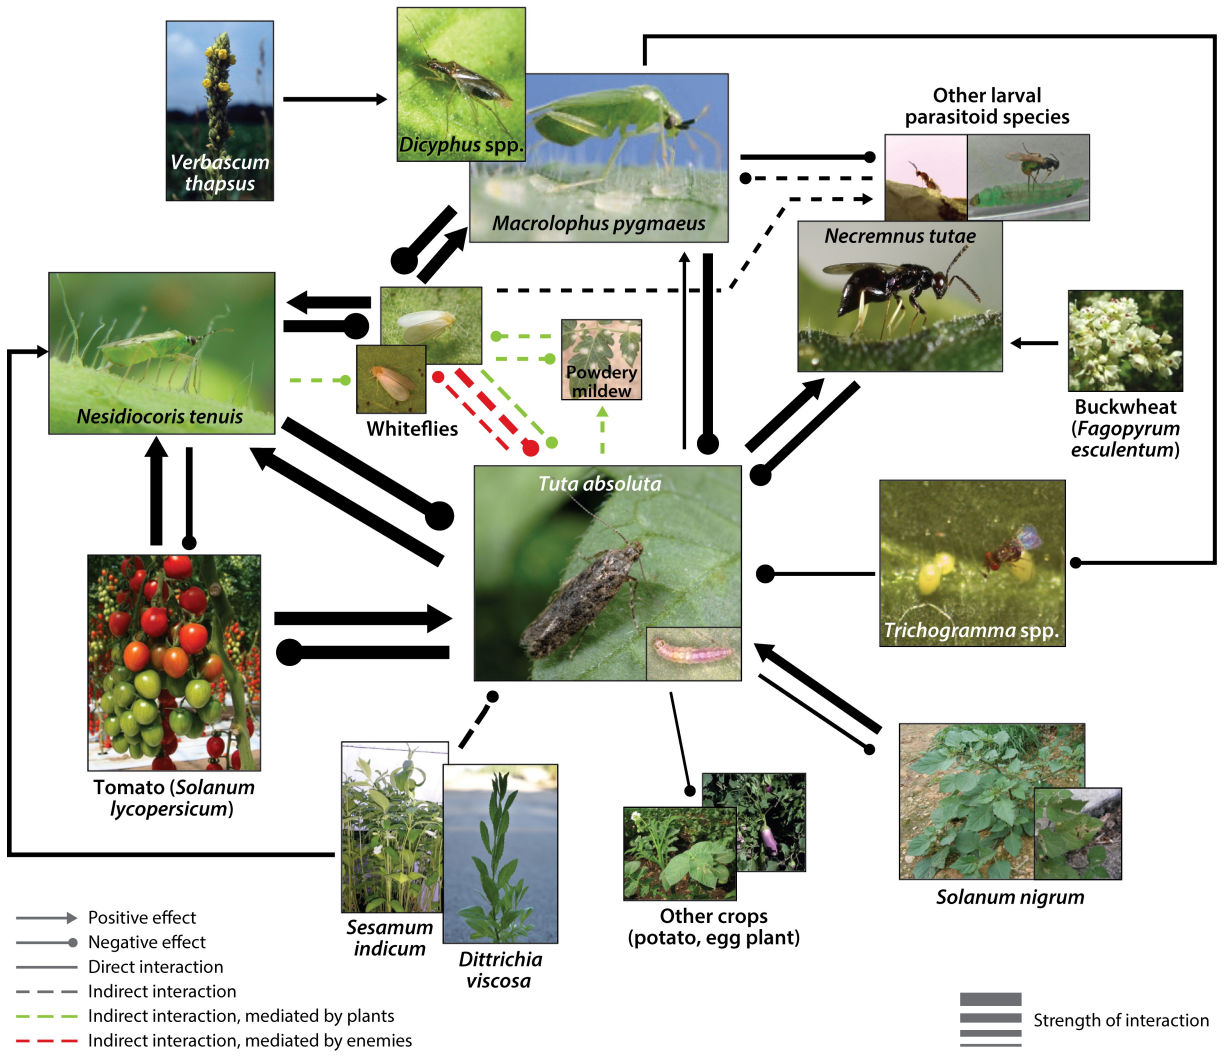 Verbascum
thapsus
Dicyphus spp.
Macrolophus pygmaeus
Other larval
parasitoid species
Necremnus tutae
Nesidiocoris tenuis
Whiteflies
Powdery
mildew
Buckwheat
(Fagopyrum
esculentum)
Tuta absoluta
Trichogramma spp.
Tomato (Solanum
lycopersicum)
Sesamum
indicum
Dittrichia
viscosa
Other crops
(potato, egg plant)
Solanum nigrum
Positive effect
Negative effect
Direct interaction
Indirect interaction
Indirect interaction, mediated by plants
Indirect interaction, mediated by enemies
Strength of interaction